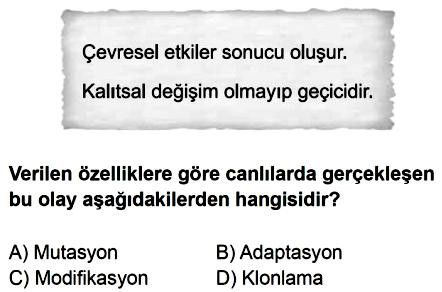 Çevresel etkiler sonucu oluşur.
Kalıtsal değişim olmayıp geçicidir.
Verilen özelliklere göre canlılarda gerçekleşen
bu olay aşağıdakilerden hangisidir?
A) Mutasyon B) Adaptasyon
C) Modifikasyon D) Klonlama